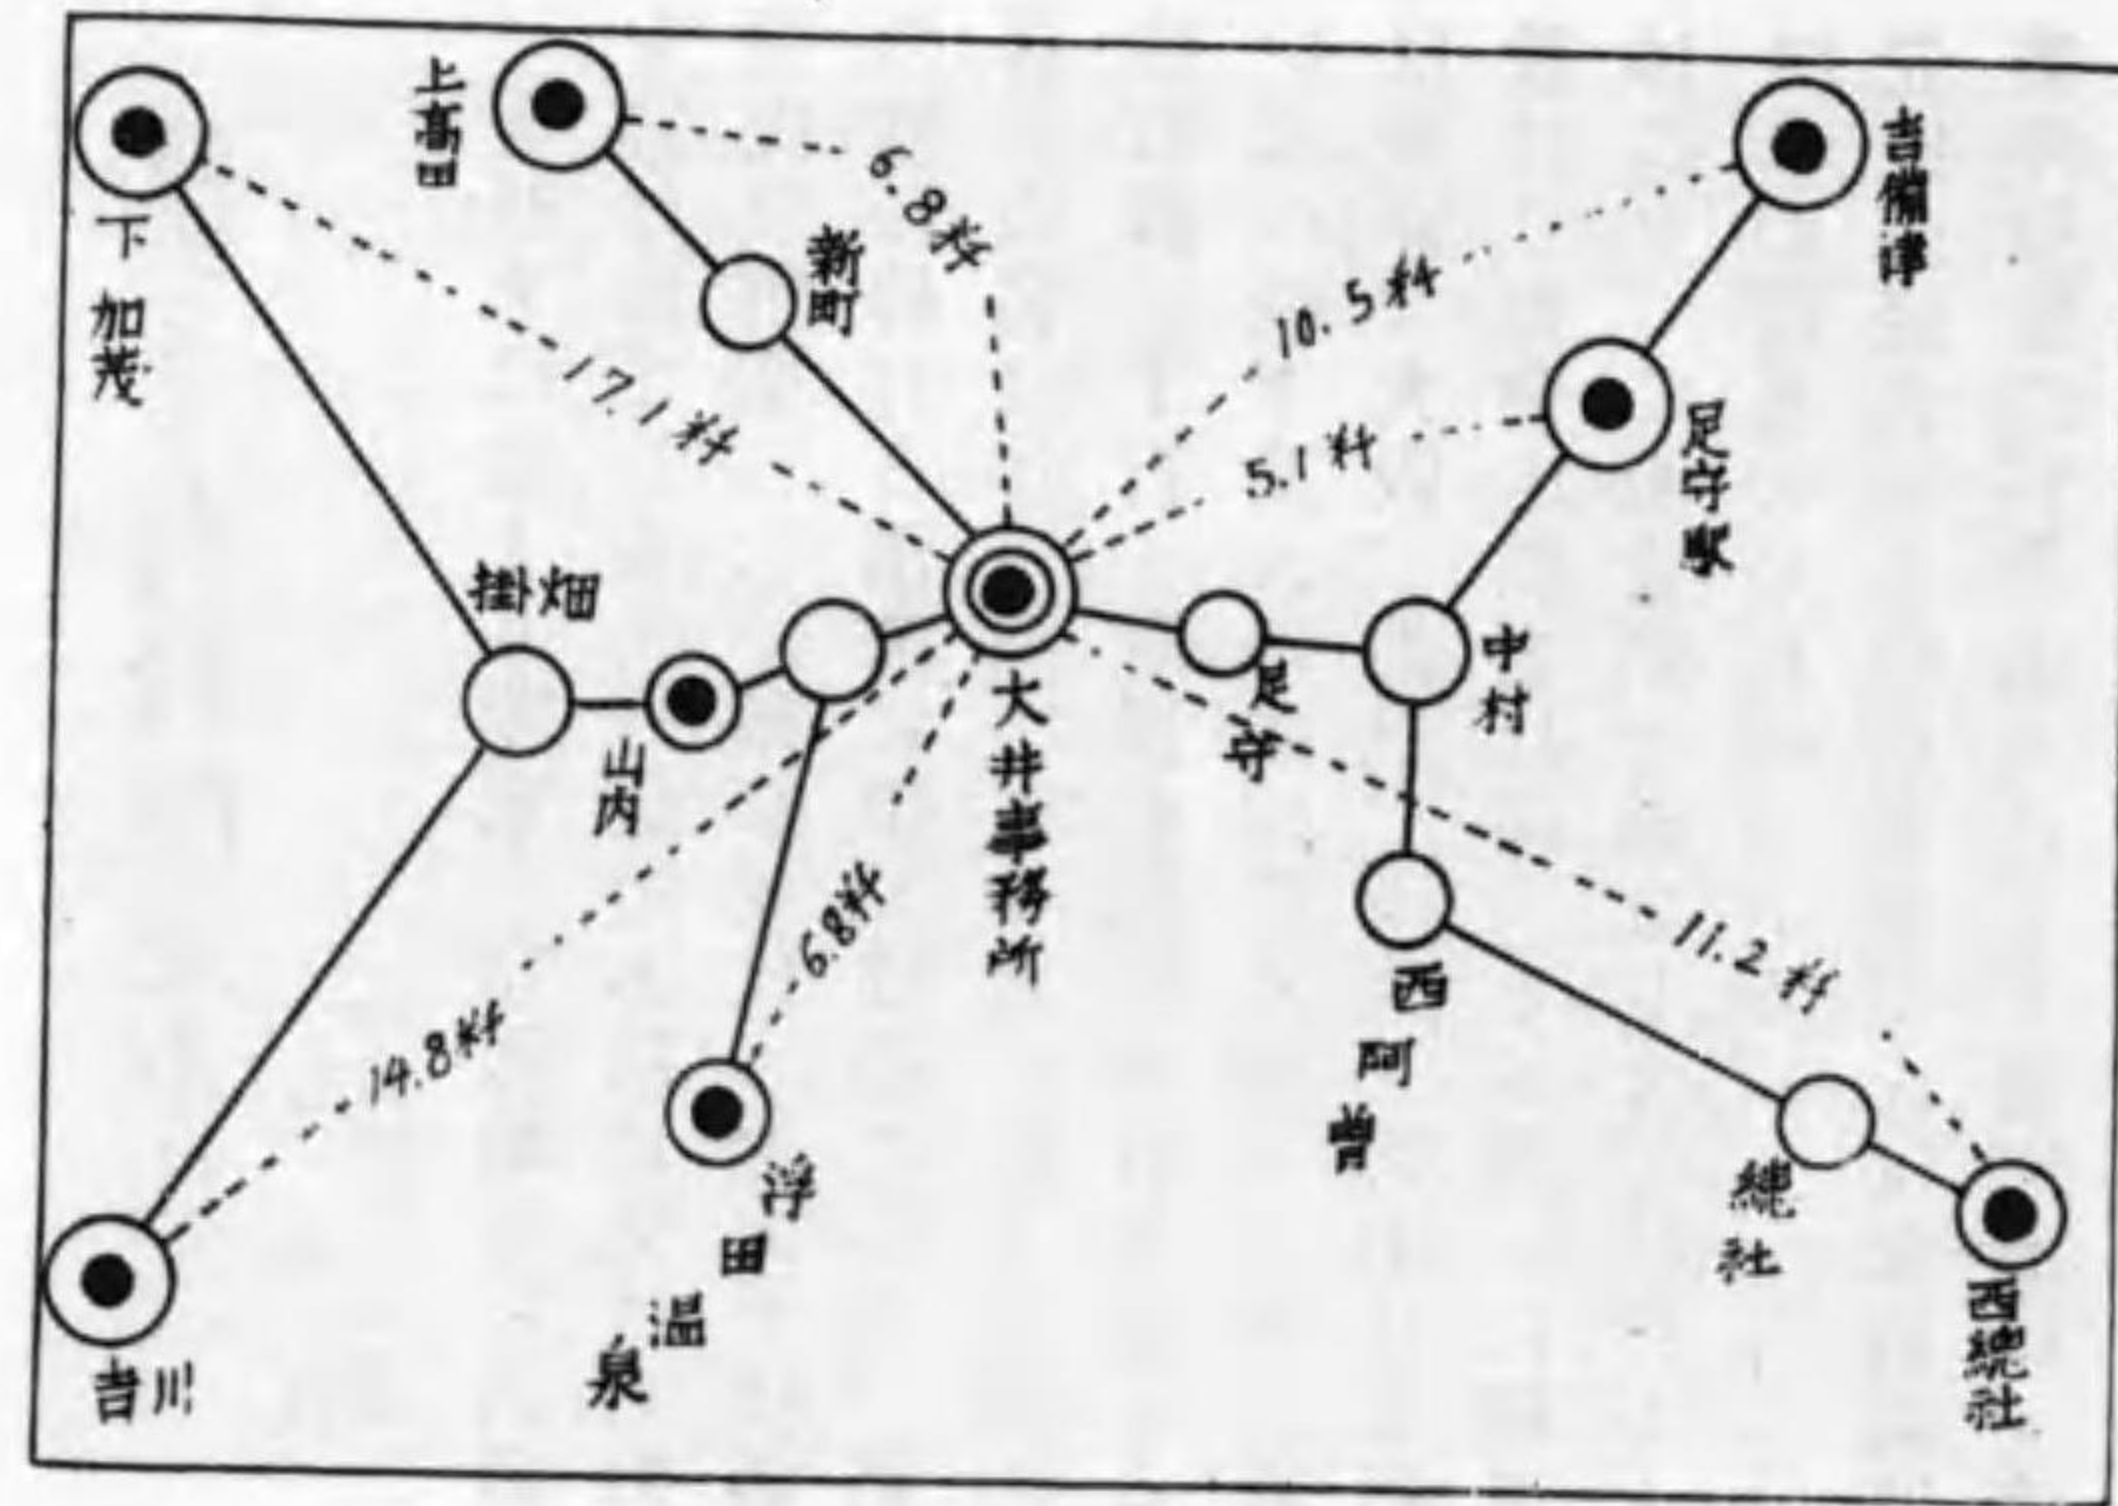 上高田
下加茂
新町
6.8粁
吉備津
10.5粁
17.1粁
5.1粁
足守駅
掛畑
山内
大井事務所
足守
中村
西阿曽
11.2粁
6.8粁
14.8粁
浮田温泉
総社
西総社
吉川